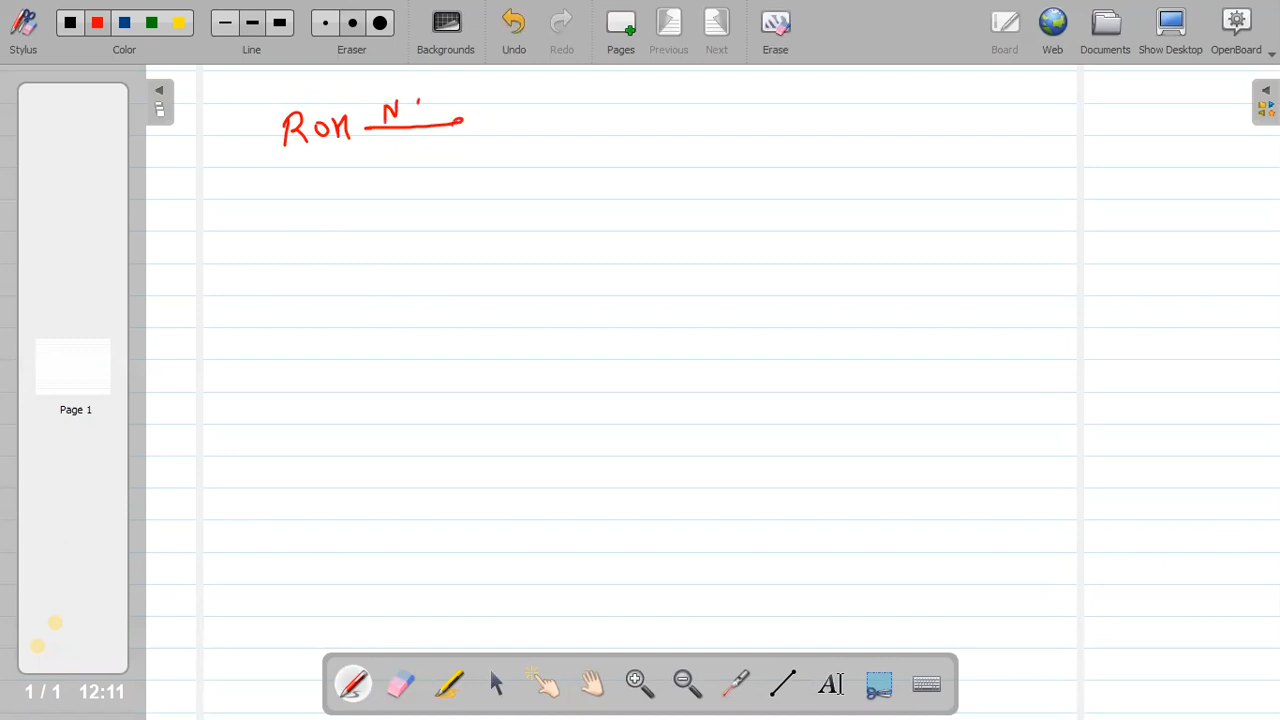 Stylus
Color
Line
Eraser
Backgrounds
Undo
Redo
Pages
Previous
Next
Erase
Board
Web
Documents
Show Desktop
OpenBoard
N
Ron
Page 1
1 / 1 12:11